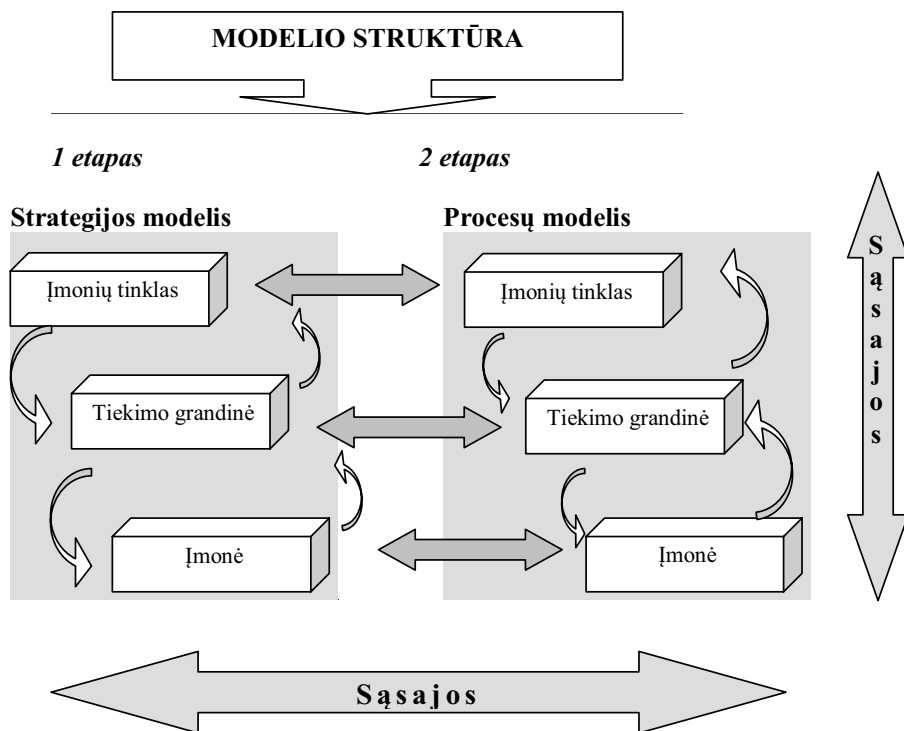 MODELIO STRUKTŪRA
1 etapas
2 etapas
Strategijos modelis
Procesų modelis
Įmonių tinklas
Įmonių tinklas
Tiekimo grandinė
Tiekimo grandinė
Įmonė
Įmonė
Sąsajos
Sąsajos